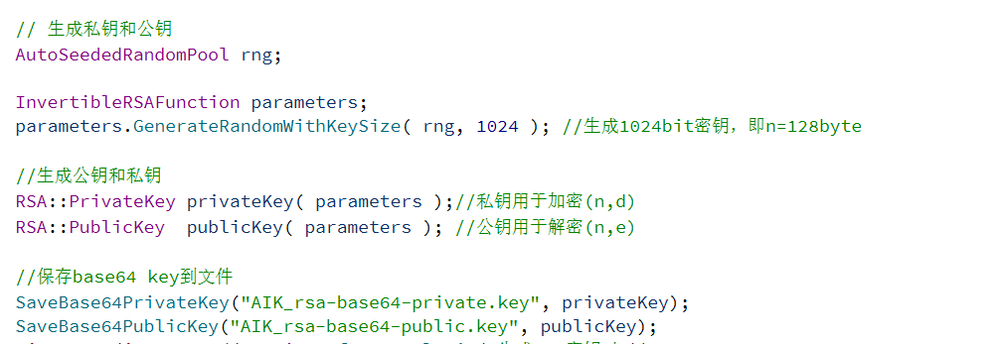 // 生成私钥和公钥
AutoSeededRandomPool rng;
InvertibleRSAFunction parameters;
parameters.GenerateRandomWithKeySize( rng, 1024 ); //生成1024bit密钥，即n=128byte
//生成公钥和私钥
RSA::PrivateKey privateKey( parameters );//私钥用于加密(n,d)
RSA::PublicKey  publicKey( parameters ); //公钥用于解密(n,e)
//保存base64 key到文件
SaveBase64PrivateKey("AIK_rsa-base64-private.key", privateKey);
SaveBase64PublicKey("AIK_rsa-base64-public.key", publicKey);